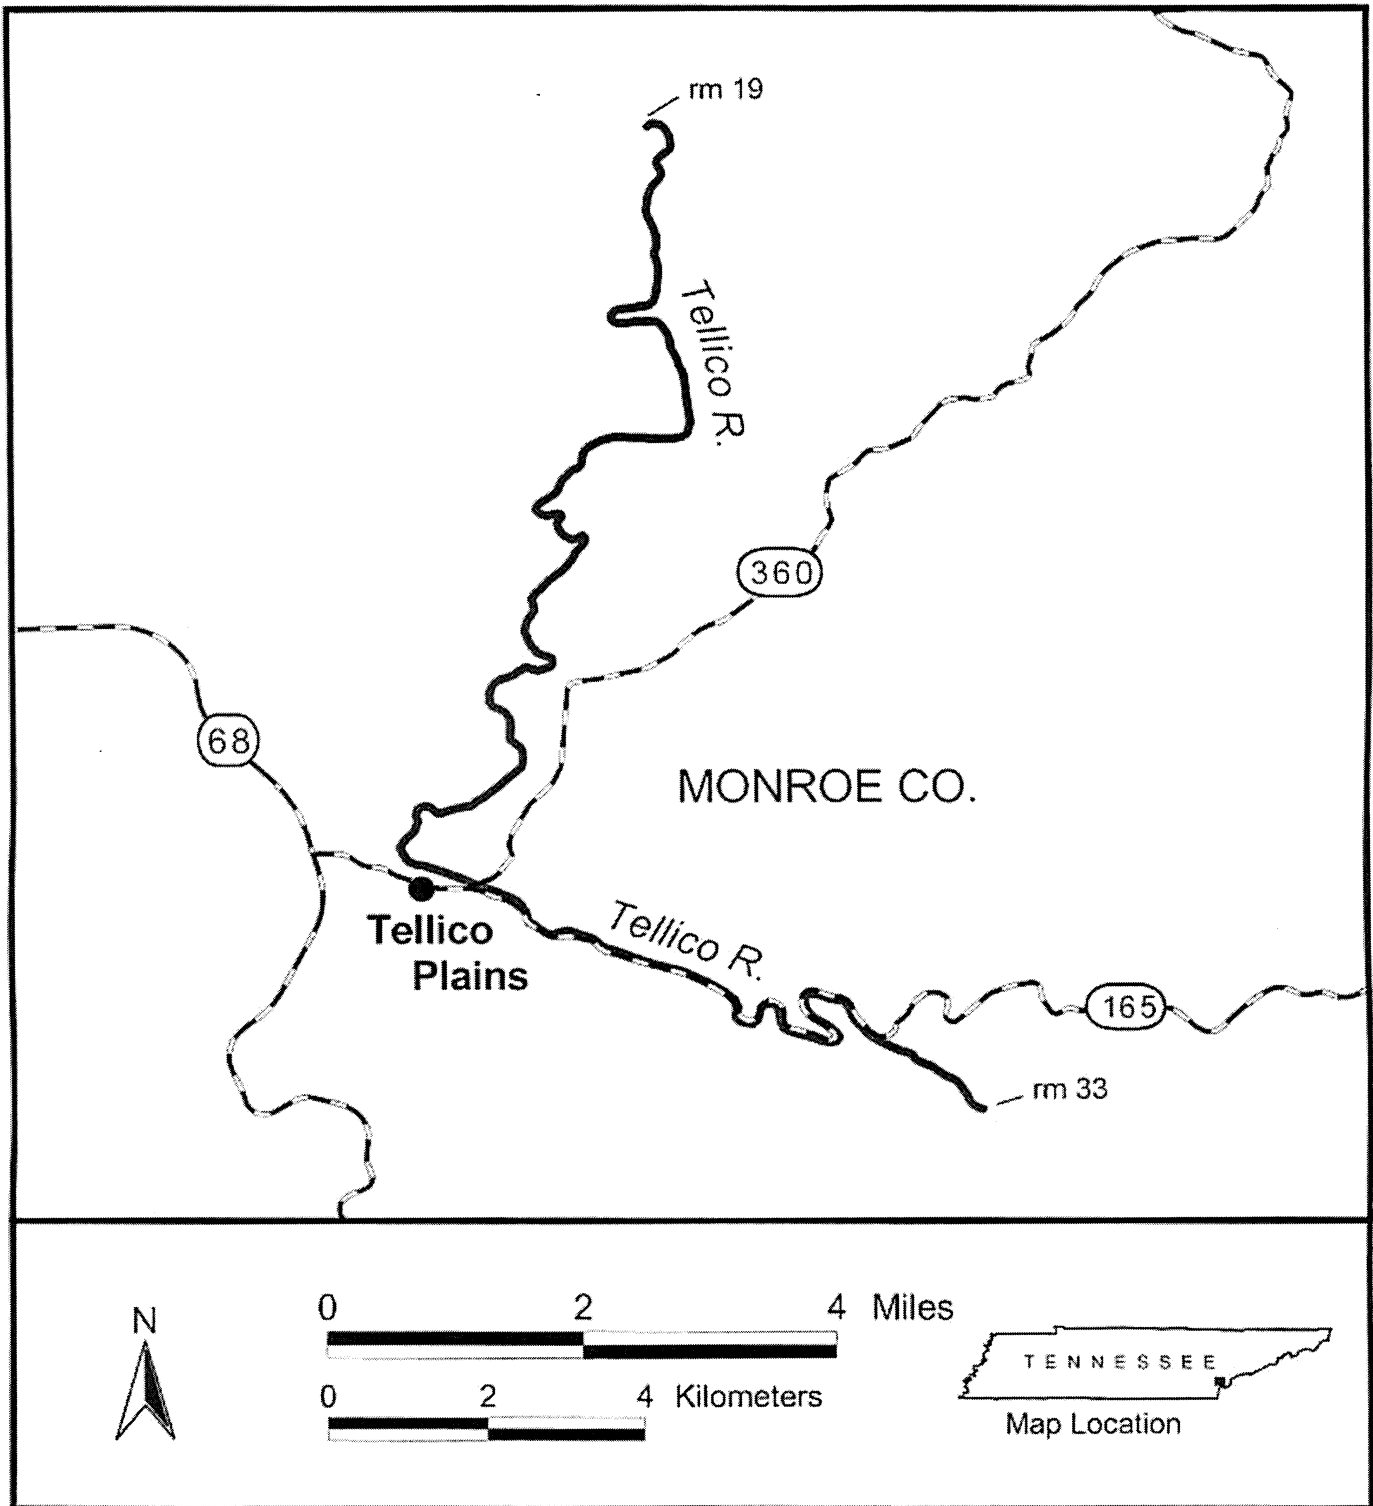 rm 19
Tellico R.
360
68
MONROE CO.
Tellico
Plains
Tellico R.
165
rm 33
N
0 2 4 Miles
0 2 4 Kilometers
TENNESSEE
Map Location